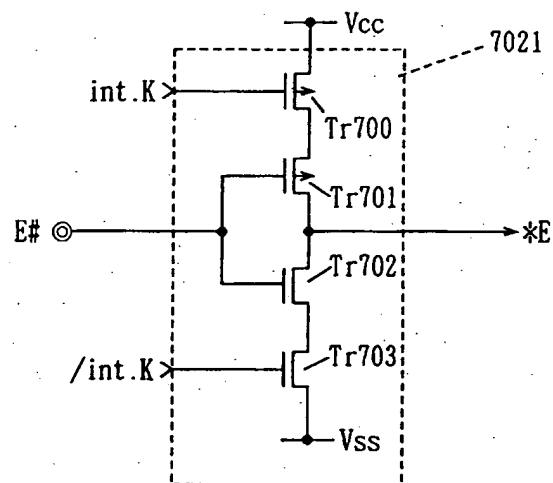 Vcc
7021
int.K
Tr700
Tr701
E#
※E
Tr702
/int.K
Tr703
Vss